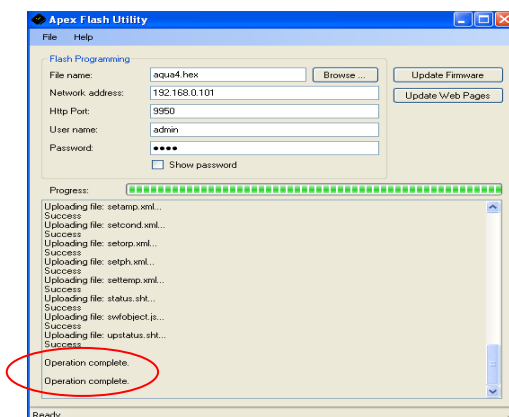 Apex Flash Utility
File Help
Flash Programming
File name: aqua4.hex Browse ... Update Firmware
Network address: 192.168.0.101 Update Web Pages
Http Port: 9950
User name: admin
Password: ●●●●
Show password
Progress:
Uploading file: setamp.xml...
Success
Uploading file: setcond.xml...
Success
Uploading file: setorp.xml...
Success
Uploading file: setph.xml...
Success
Uploading file: settemp.xml...
Success
Uploading file: status.sht...
Success
Uploading file: swfobject.js...
Success
Uploading file: upstatus.sht...
Success
Operation complete.
Operation complete.
Ready